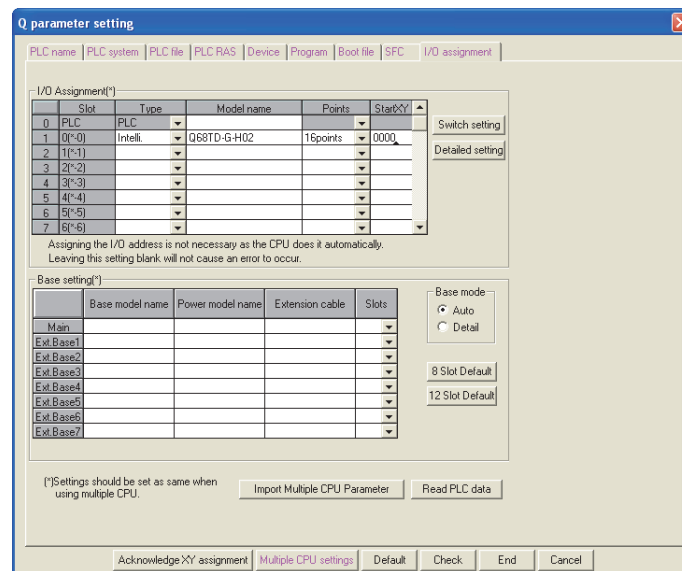 Q parameter setting
PLC name PLC system PLC file PLC RAS Device Program Boot file SFC I/O assignment
I/O Assignment(*)
Slot Type Model name Points StartXY
0 PLC PLC
1 0(*-0) Intelli. Q68TD-G-H02 16points 0000
2 1(*-1)
3 2(*-2)
4 3(*-3)
5 4(*-4)
6 5(*-5)
7 6(*-6)
Switch setting
Detailed setting
Assigning the I/O address is not necessary as the CPU does it automatically.
Leaving this setting blank will not cause an error to occur.
Base setting(*)
Base model name Power model name Extension cable Slots
Main
Ext.Base1
Ext.Base2
Ext.Base3
Ext.Base4
Ext.Base5
Ext.Base6
Ext.Base7
Base mode
Auto
Detail
8 Slot Default
12 Slot Default
(*)Settings should be set as same when
using multiple CPU.
Import Multiple CPU Parameter Read PLC data
Acknowledge XY assignment Multiple CPU settings Default Check End Cancel